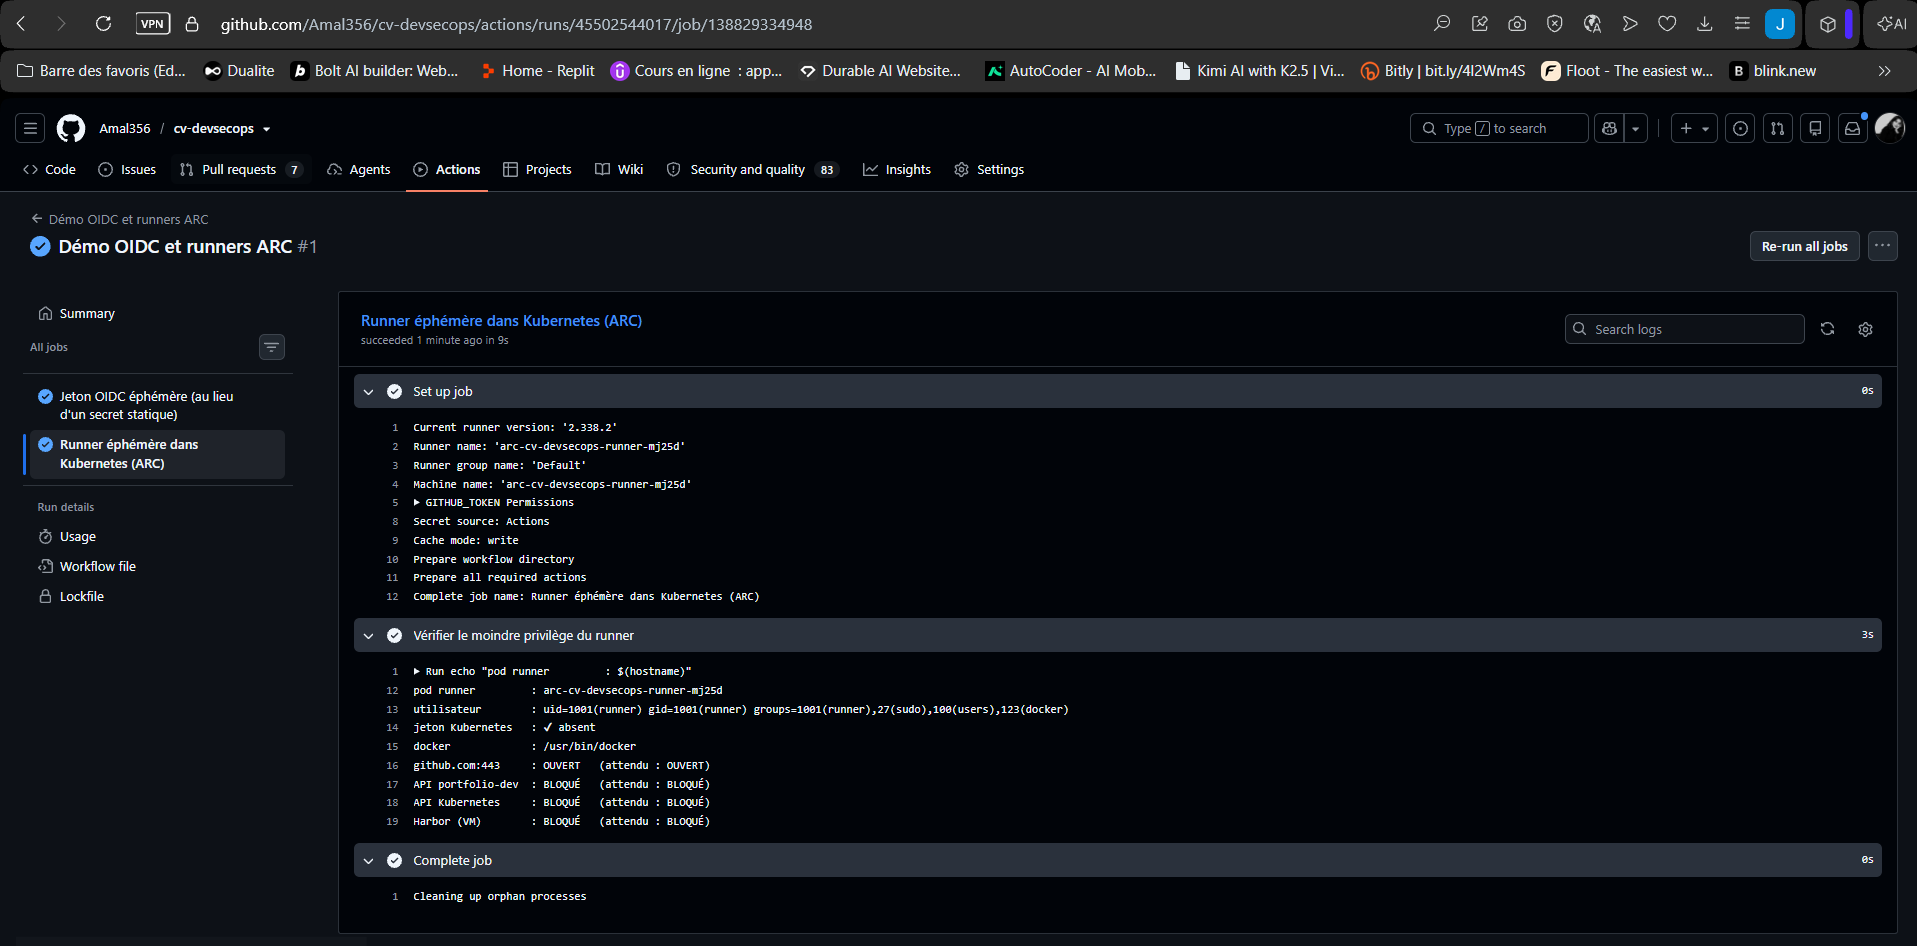 VPN
github.com/Amal356/cv-devsecops/actions/runs/45502544017/job/138829334948
J
AI
Barre des favoris (Ed...
Dualite
b
Bolt AI builder: Web...
Home - Replit
Cours en ligne : app...
Durable AI Website...
AutoCoder - AI Mob...
Kimi AI with K2.5 | Vi...
Bitly | bit.ly/4l2Wm4S
Floot - The easiest w...
B
blink.new
Amal356 / cv-devsecops
Type / to search
Code
Issues
Pull requests 7
Agents
Actions
Projects
Wiki
Security and quality 83
Insights
Settings
Démo OIDC et runners ARC
Démo OIDC et runners ARC #1
Re-run all jobs
...
Summary
All jobs
Jeton OIDC éphémère (au lieu
d'un secret statique)
Runner éphémère dans
Kubernetes (ARC)
Run details
Usage
Workflow file
Lockfile
Runner éphémère dans Kubernetes (ARC)
succeeded 1 minute ago in 9s
Search logs
Set up job 0s
1 Current runner version: '2.338.2'
2 Runner name: 'arc-cv-devsecops-runner-mj25d'
3 Runner group name: 'Default'
4 Machine name: 'arc-cv-devsecops-runner-mj25d'
5 GITHUB_TOKEN Permissions
8 Secret source: Actions
9 Cache mode: write
10 Prepare workflow directory
11 Prepare all required actions
12 Complete job name: Runner éphémère dans Kubernetes (ARC)
Vérifier le moindre privilège du runner 3s
1 Run echo "pod runner : $(hostname)"
12 pod runner : arc-cv-devsecops-runner-mj25d
13 utilisateur : uid=1001(runner) gid=1001(runner) groups=1001(runner),27(sudo),100(users),123(docker)
14 jeton Kubernetes : ✓ absent
15 docker : /usr/bin/docker
16 github.com:443 : OUVERT (attendu : OUVERT)
17 API portfolio-dev : BLOQUÉ (attendu : BLOQUÉ)
18 API Kubernetes : BLOQUÉ (attendu : BLOQUÉ)
19 Harbor (VM) : BLOQUÉ (attendu : BLOQUÉ)
Complete job 0s
1 Cleaning up orphan processes